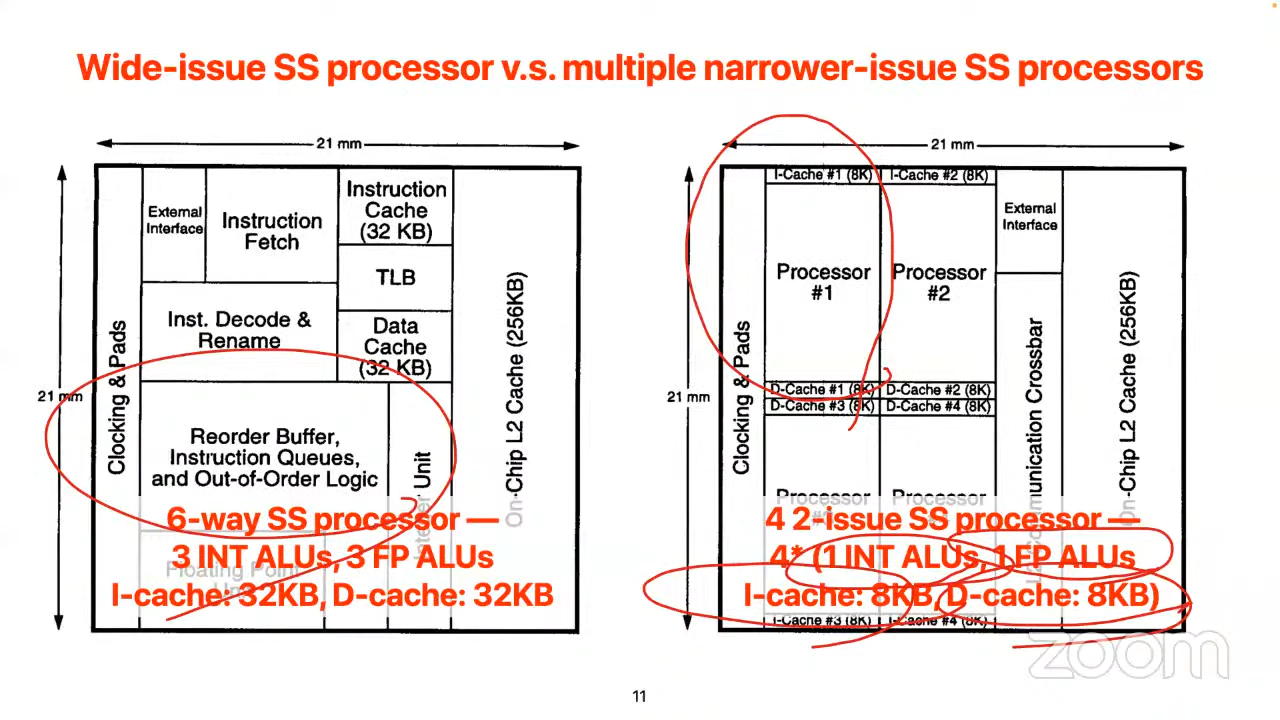 Wide-issue SS processor v.s. multiple narrower-issue SS processors
21 mm
21 mm
External
Interface
Instruction
Fetch
Instruction
Cache
(32 KB)
TLB
Inst. Decode &
Rename
Data
Cache
(32 KB)
Clocking & Pads
Reorder Buffer,
Instruction Queues,
and Out-of-Order Logic
Unit
On-Chip L2 Cache (256KB)
Floating Point
6-way SS processor —
3 INT ALUs, 3 FP ALUs
I-cache: 32KB, D-cache: 32KB
21 mm
21 mm
I-Cache #1 (8K)
I-Cache #2 (8K)
External
Interface
Processor
#1
Processor
#2
Clocking & Pads
D-Cache #1 (8K)
D-Cache #2 (8K)
D-Cache #3 (8K)
D-Cache #4 (8K)
Processor
Processor
Communication Crossbar
On-Chip L2 Cache (256KB)
4 2-issue SS processor —
4* (1 INT ALUs, 1 FP ALUs
I-cache: 8KB, D-cache: 8KB)
I-Cache #3 (8K)
I-Cache #4 (8K)
zoom
11